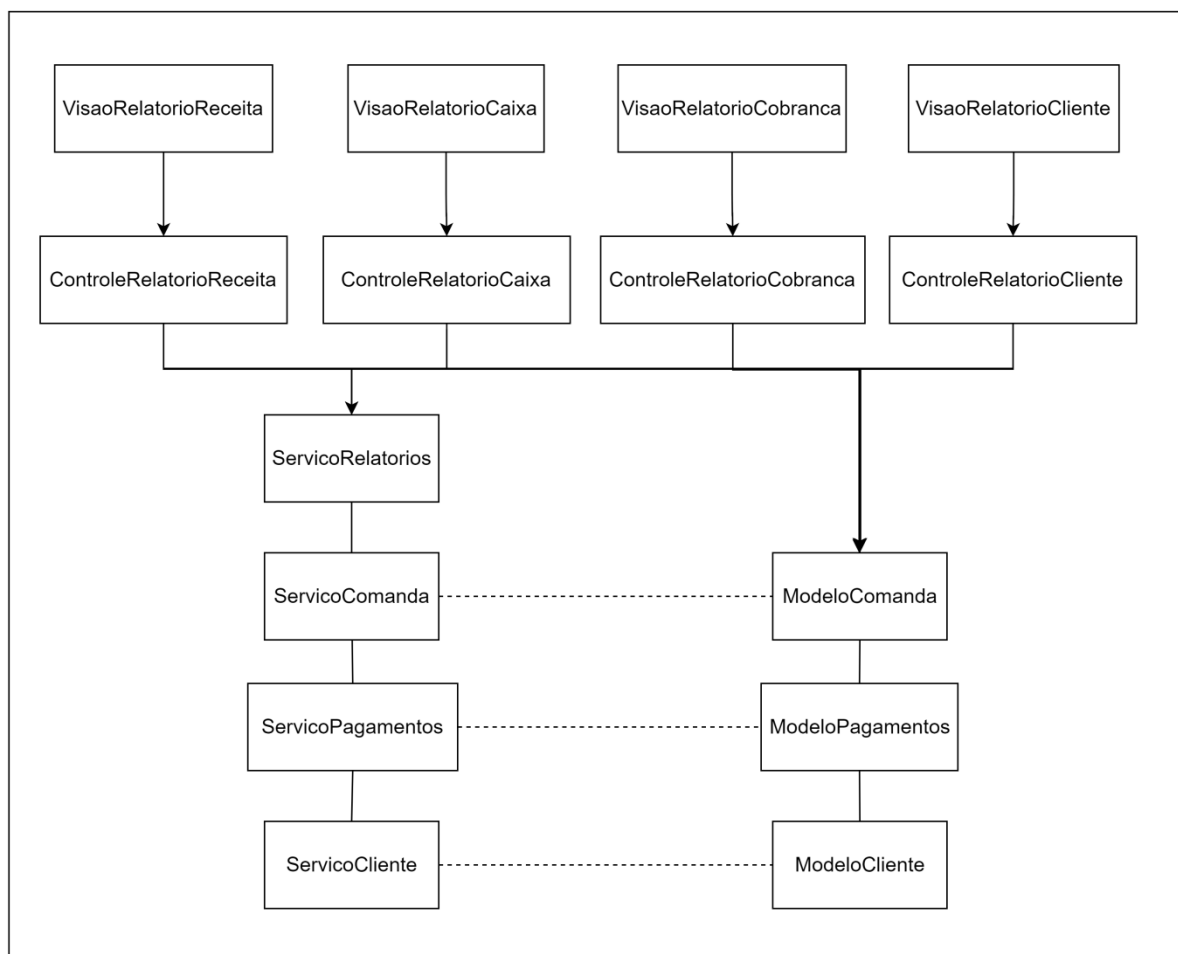 VisaoRelatorioReceita
VisaoRelatorioCaixa
VisaoRelatorioCobranca
VisaoRelatorioCliente
ControleRelatorioReceita
ControleRelatorioCaixa
ControleRelatorioCobranca
ControleRelatorioCliente
ServicoRelatorios
ServicoComanda
ModeloComanda
ServicoPagamentos
ModeloPagamentos
ServicoCliente
ModeloCliente